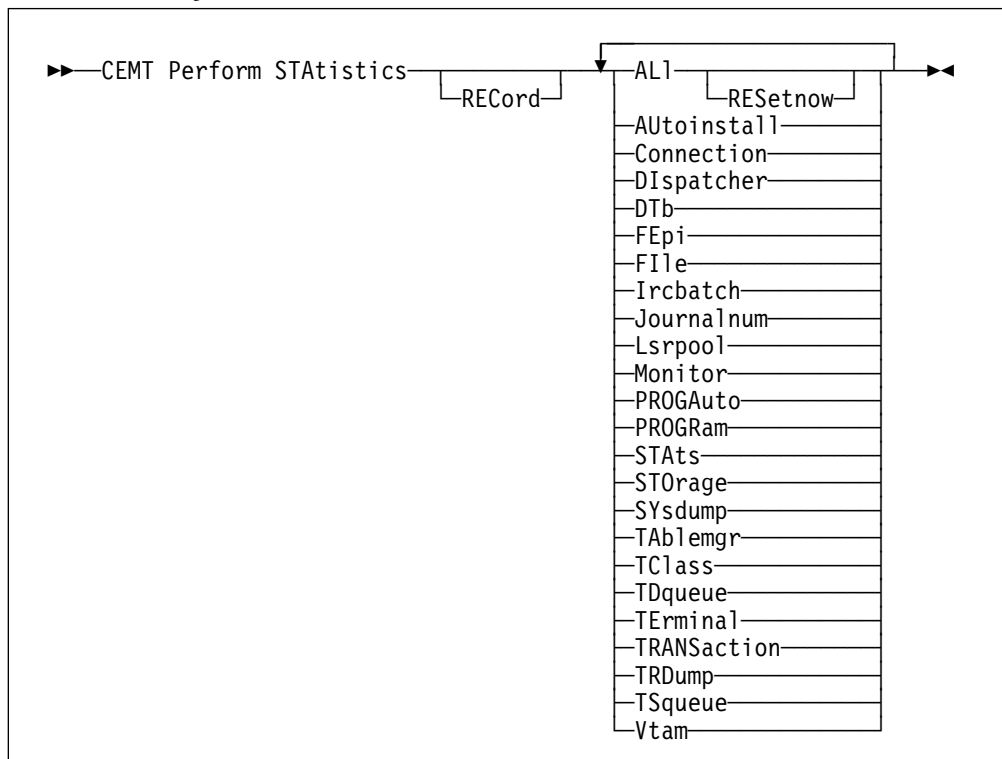 CEMT Perform STAtistics ALl
RECord RESetnow
AUtoinstall
Connection
DIspatcher
DTb
FEpi
FIle
Ircbatch
Journalnum
Lsrpool
Monitor
PROGAuto
PROGRam
STAts
STOrage
SYsdump
TAblemgr
TClass
TDqueue
TErminal
TRANSaction
TRDump
TSqueue
Vtam